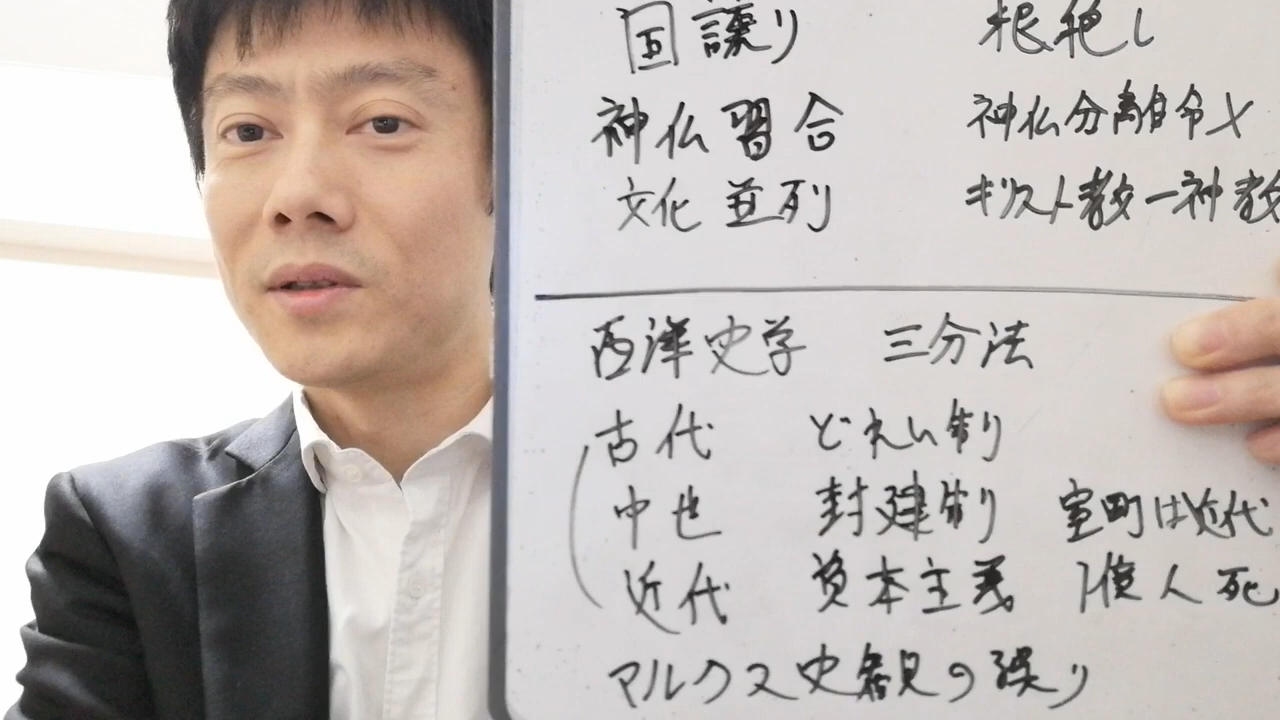 国譲り 根絶し
神仏習合 神仏分離令✕
文化並列 キリスト教一神教
西洋史学 三分法
古代 どれい制
中世 封建制 室町は近代
近代 資本主義 1億人死
マルクス史観の誤り